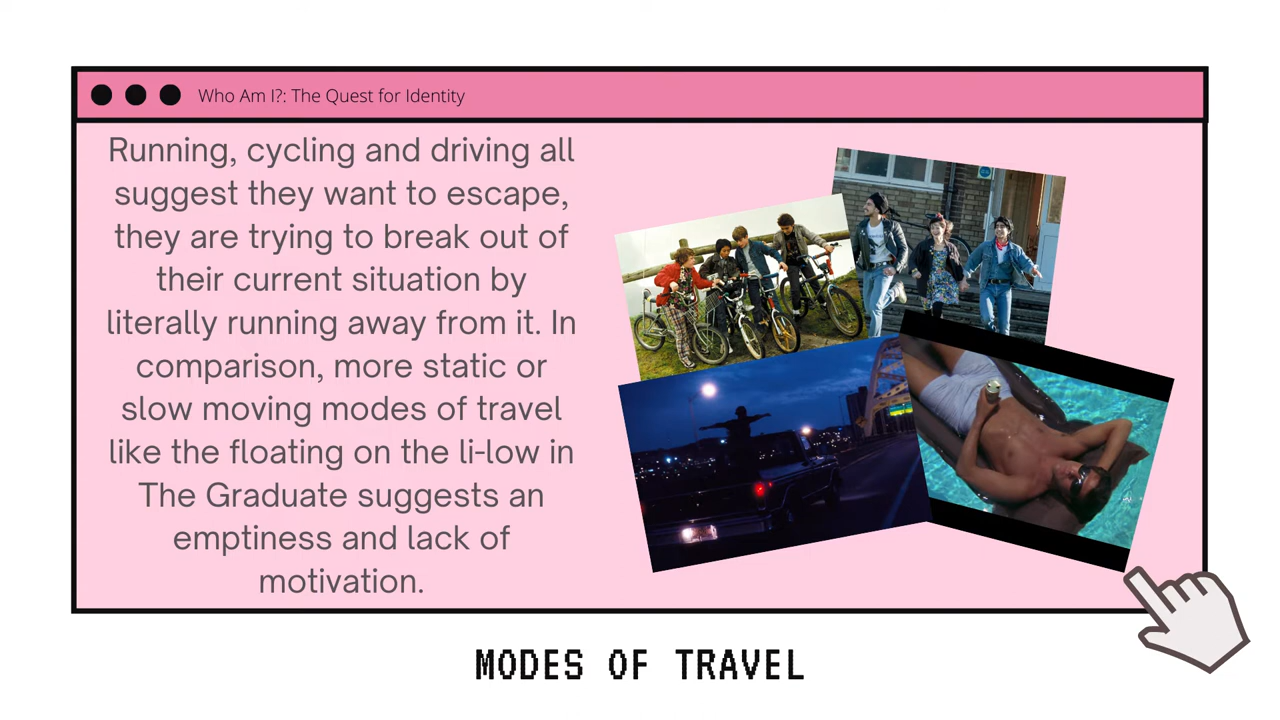 Who Am I?: The Quest for Identity
Running, cycling and driving all
suggest they want to escape,
they are trying to break out of
their current situation by
literally running away from it. In
comparison, more static or
slow moving modes of travel
like the floating on the li-low in
The Graduate suggests an
emptiness and lack of
motivation.
MODES OF TRAVEL